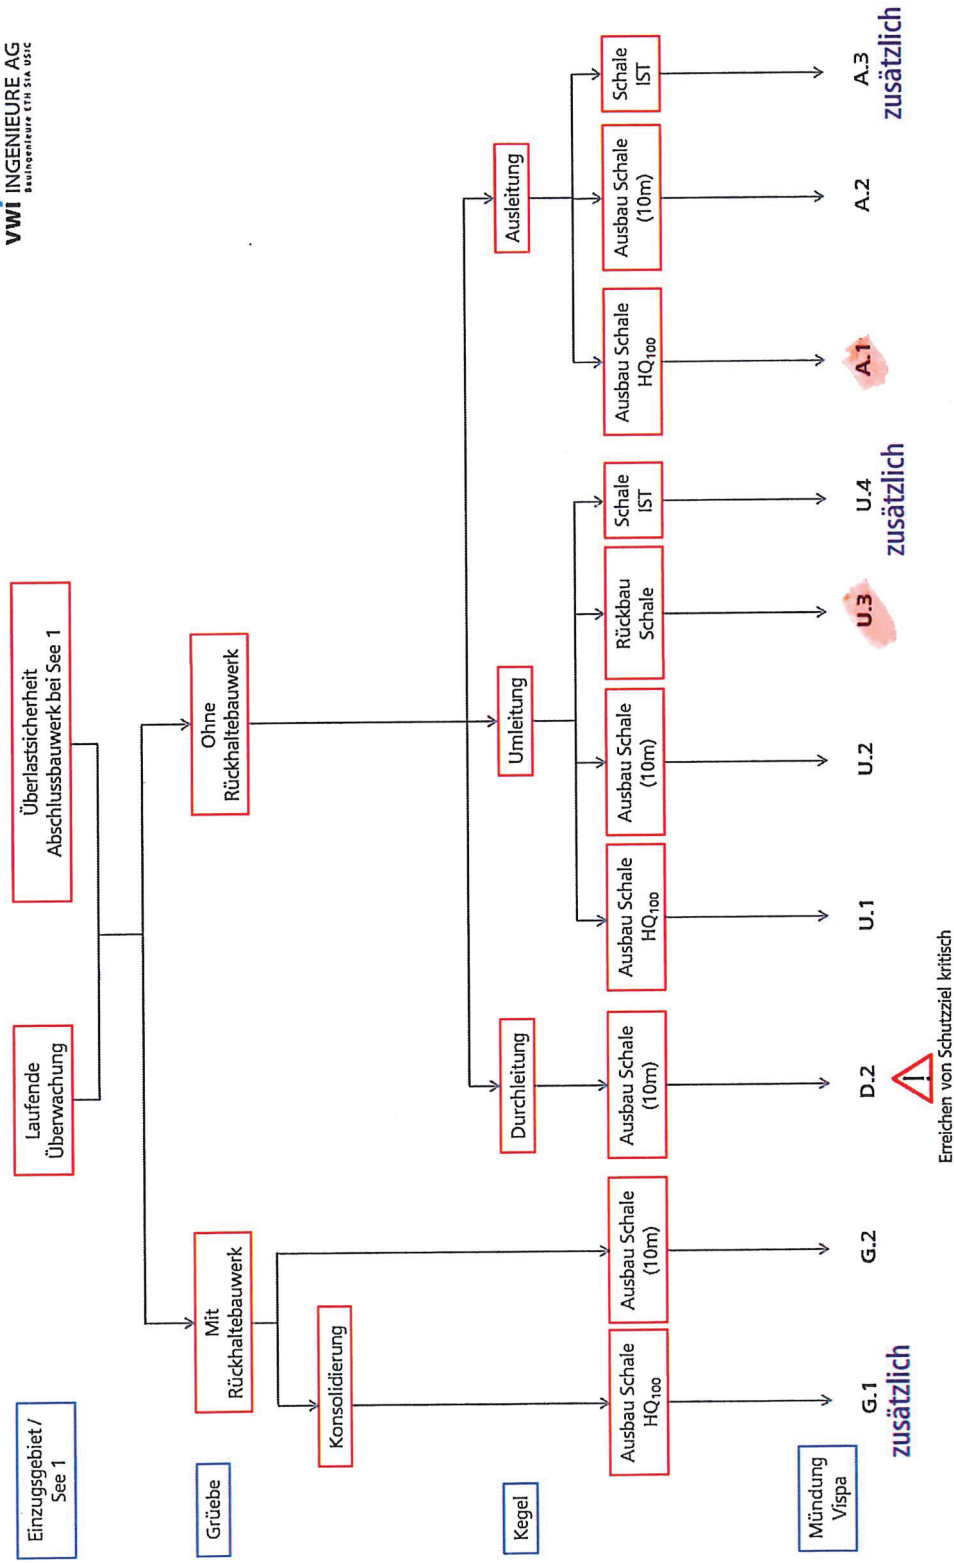 vwi INGENIEURE AG
Bauingenieure ETH SIA USIC
Einzugsgebiet /
See 1
Laufende
Überwachung
Überlastsicherheit
Abschlussbauwerk bei See 1
Grüebe
Mit
Rückhaltebauwerk
Ohne
Rückhaltebauwerk
Konsolidierung
Kegel
Durchleitung
Umleitung
Ausleitung
Ausbau Schale
HQ100
Ausbau Schale
(10m)
Ausbau Schale
(10m)
Ausbau Schale
HQ100
Ausbau Schale
(10m)
Rückbau
Schale
Schale
IST
Ausbau Schale
HQ100
Ausbau Schale
(10m)
Schale
IST
Mündung
Vispa
G.1
zusätzlich
G.2
D.2
Erreichen von Schutzziel kritisch
U.1
U.2
U.3
U.4
zusätzlich
A.1
A.2
A.3
zusätzlich